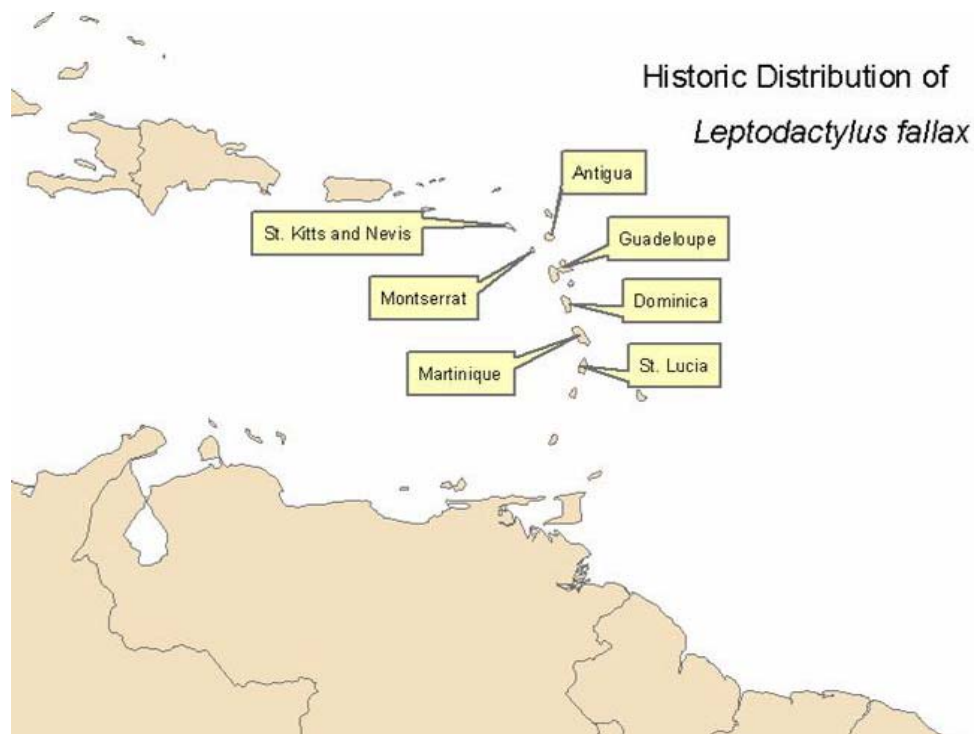 Historic Distribution of
Leptodactylus fallax
Antigua
St. Kitts and Nevis
Guadeloupe
Montserrat
Dominica
Martinique
St. Lucia